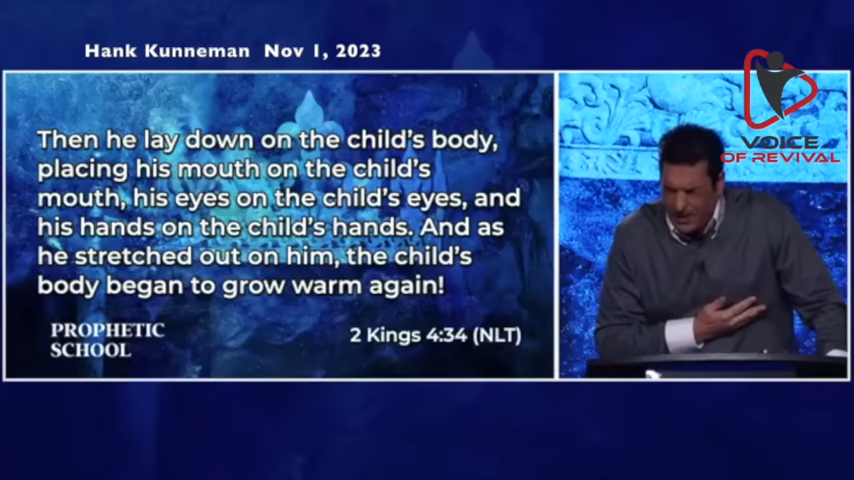 Hank Kunneman Nov 1, 2023
VOICE
OF REVIVAL
Then he lay down on the child's body,
placing his mouth on the child's
mouth, his eyes on the child's eyes, and
his hands on the child's hands. And as
he stretched out on him, the child's
body began to grow warm again!
PROPHETIC
SCHOOL
2 Kings 4:34 (NLT)